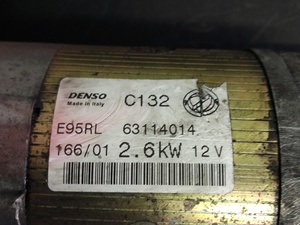 DENSO C132
Made in Italy
E95RL 63114014
166/01 2.6kW 12V